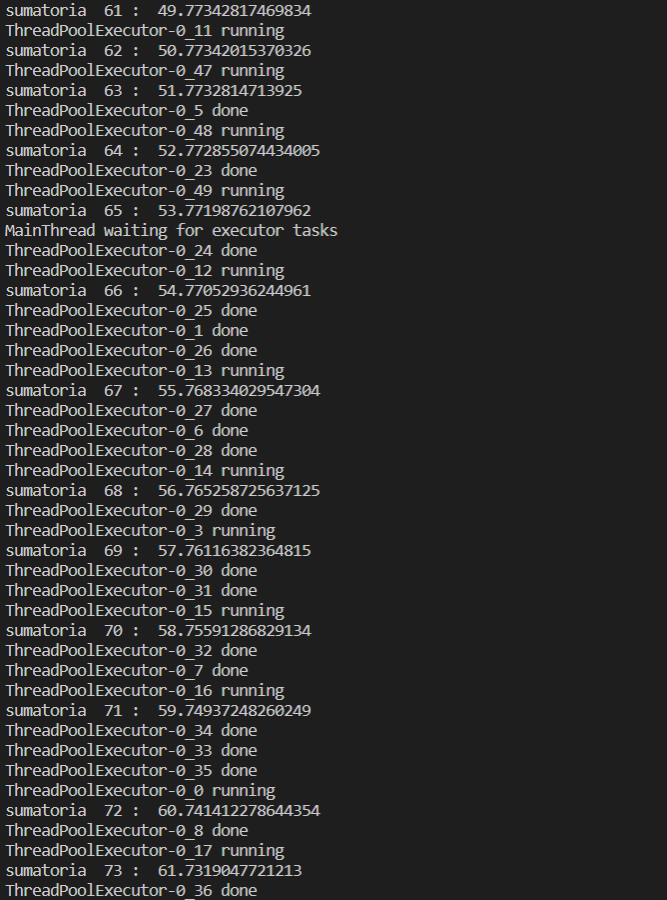 sumatoria  61 :  49.77342817469834
ThreadPoolExecutor-0_11 running
sumatoria  62 :  50.77342015370326
ThreadPoolExecutor-0_47 running
sumatoria  63 :  51.7732814713925
ThreadPoolExecutor-0_5 done
ThreadPoolExecutor-0_48 running
sumatoria  64 :  52.772855074434005
ThreadPoolExecutor-0_23 done
ThreadPoolExecutor-0_49 running
sumatoria  65 :  53.77198762107962
MainThread waiting for executor tasks
ThreadPoolExecutor-0_24 done
ThreadPoolExecutor-0_12 running
sumatoria  66 :  54.77052936244961
ThreadPoolExecutor-0_25 done
ThreadPoolExecutor-0_1 done
ThreadPoolExecutor-0_26 done
ThreadPoolExecutor-0_13 running
sumatoria  67 :  55.768334029547304
ThreadPoolExecutor-0_27 done
ThreadPoolExecutor-0_6 done
ThreadPoolExecutor-0_28 done
ThreadPoolExecutor-0_14 running
sumatoria  68 :  56.765258725637125
ThreadPoolExecutor-0_29 done
ThreadPoolExecutor-0_3 running
sumatoria  69 :  57.76116382364815
ThreadPoolExecutor-0_30 done
ThreadPoolExecutor-0_31 done
ThreadPoolExecutor-0_15 running
sumatoria  70 :  58.75591286829134
ThreadPoolExecutor-0_32 done
ThreadPoolExecutor-0_7 done
ThreadPoolExecutor-0_16 running
sumatoria  71 :  59.74937248260249
ThreadPoolExecutor-0_34 done
ThreadPoolExecutor-0_33 done
ThreadPoolExecutor-0_35 done
ThreadPoolExecutor-0_0 running
sumatoria  72 :  60.741412278644354
ThreadPoolExecutor-0_8 done
ThreadPoolExecutor-0_17 running
sumatoria  73 :  61.7319047721213
ThreadPoolExecutor-0_36 done